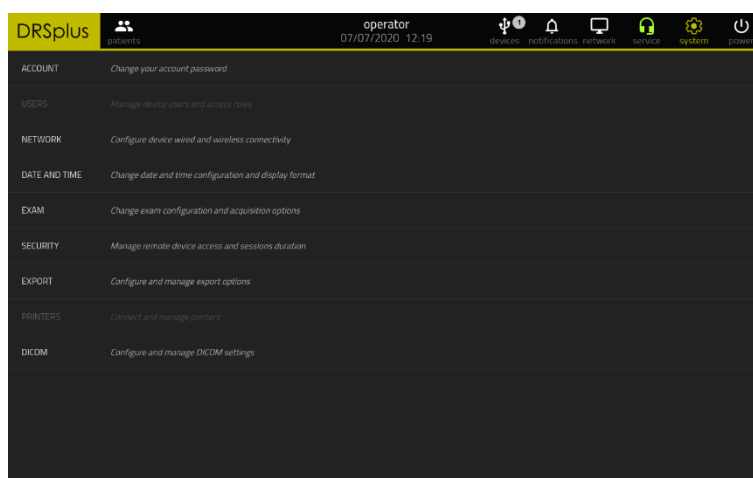 DRSplus
patients
operator
07/07/2020 12:19
1
devices notifications network service system power
ACCOUNT Change your account password
USERS Manage device users and access roles
NETWORK Configure device wired and wireless connectivity
DATE AND TIME Change date and time configuration and display format
EXAM Change exam configuration and acquisition options
SECURITY Manage remote device access and sessions duration
EXPORT Configure and manage export options
PRINTERS Connect and manage printers
DICOM Configure and manage DICOM settings